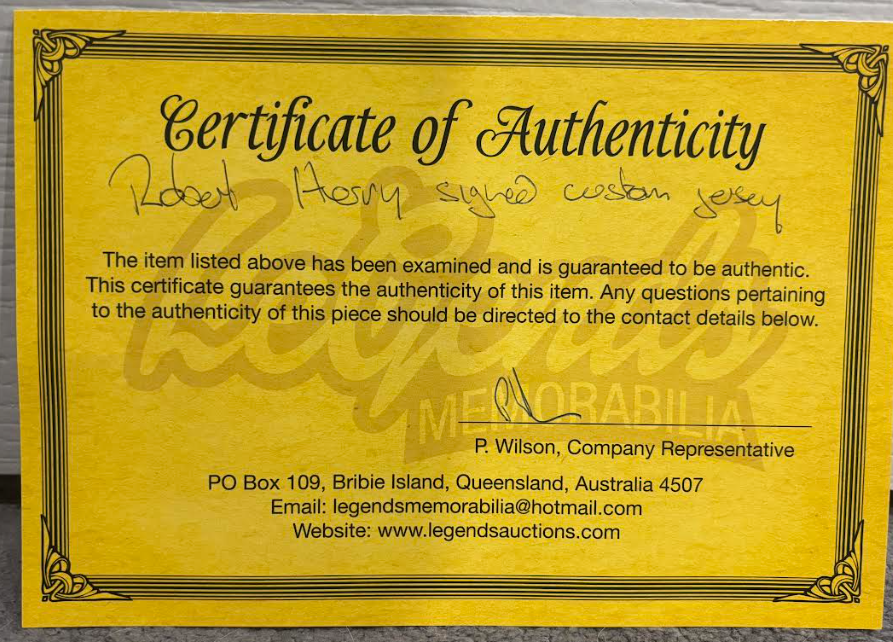 Certificate of Authenticity
Robert Horry signed custom jersey
The item listed above has been examined and is guaranteed to be authentic.
This certificate guarantees the authenticity of this item. Any questions pertaining
to the authenticity of this piece should be directed to the contact details below.
Legends
MEMORABILIA
P. Wilson, Company Representative
PO Box 109, Bribie Island, Queensland, Australia 4507
Email: legendsmemorabilia@hotmail.com
Website: www.legendsauctions.com